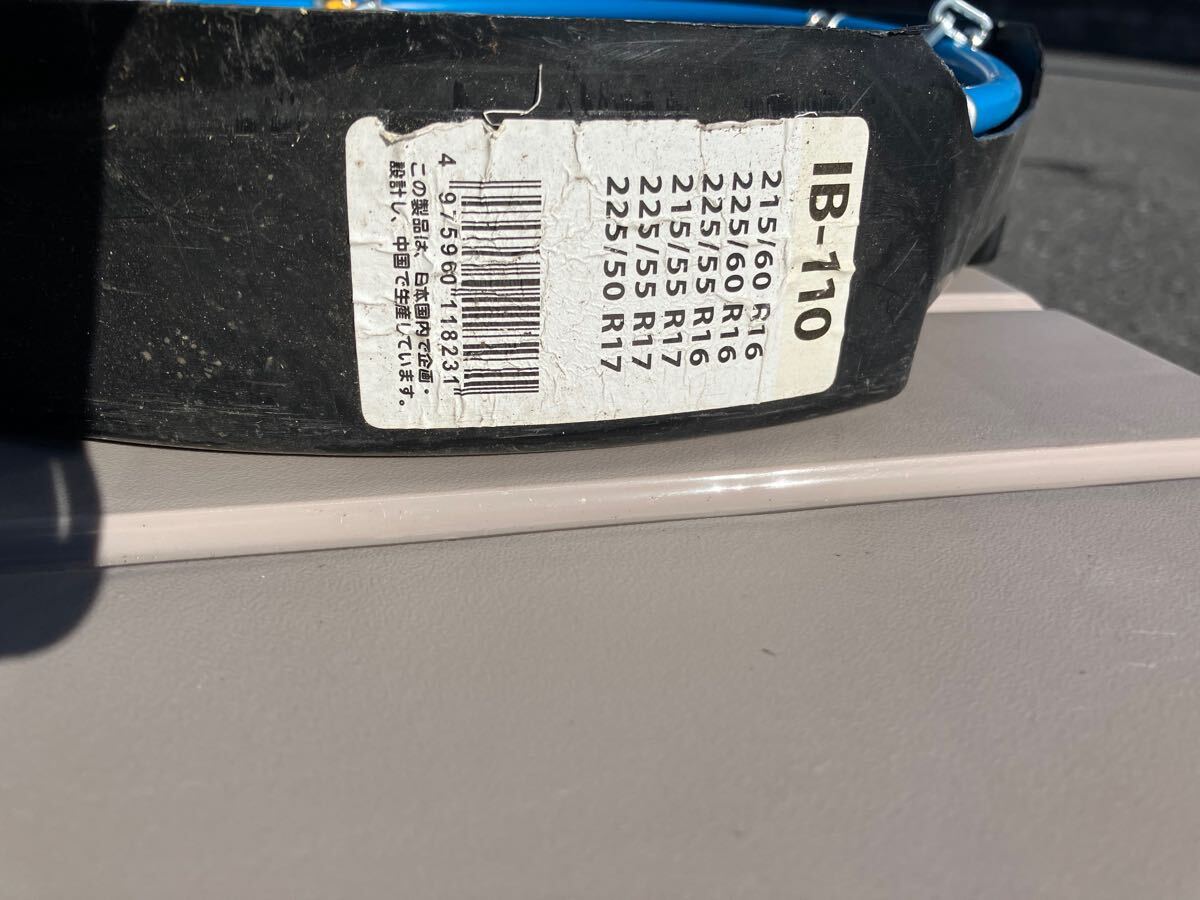 IB-110
215/60 R16
225/60 R16
225/55 R16
215/55 R17
225/55 R17
225/50 R17
4 975960 118231
この製品は、日本国内で企画・
設計し、中国で生産しています。